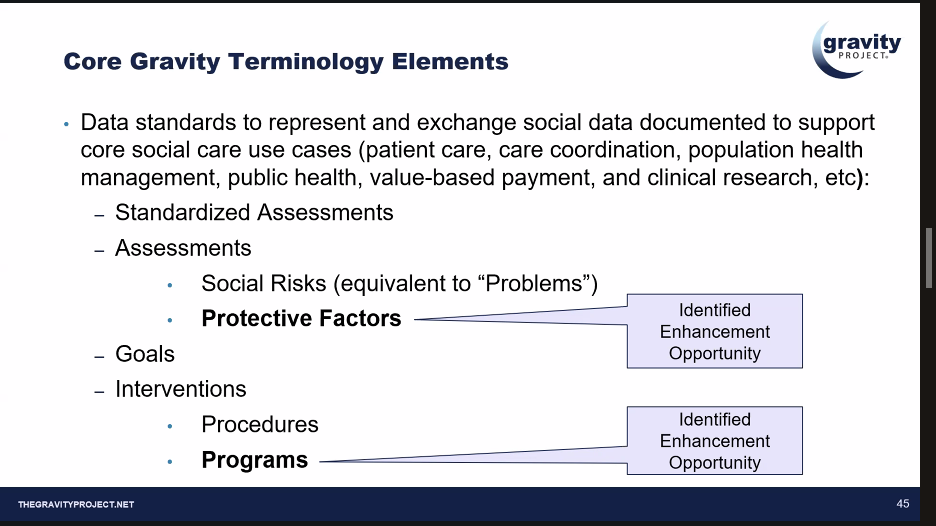 Core Gravity Terminology Elements
gravity
PROJECT®
• Data standards to represent and exchange social data documented to support
core social care use cases (patient care, care coordination, population health
management, public health, value-based payment, and clinical research, etc):
– Standardized Assessments
– Assessments
• Social Risks (equivalent to “Problems”)
• Protective Factors
Identified
Enhancement
Opportunity
– Goals
– Interventions
• Procedures
• Programs
Identified
Enhancement
Opportunity
THEGRAVITYPROJECT.NET
45